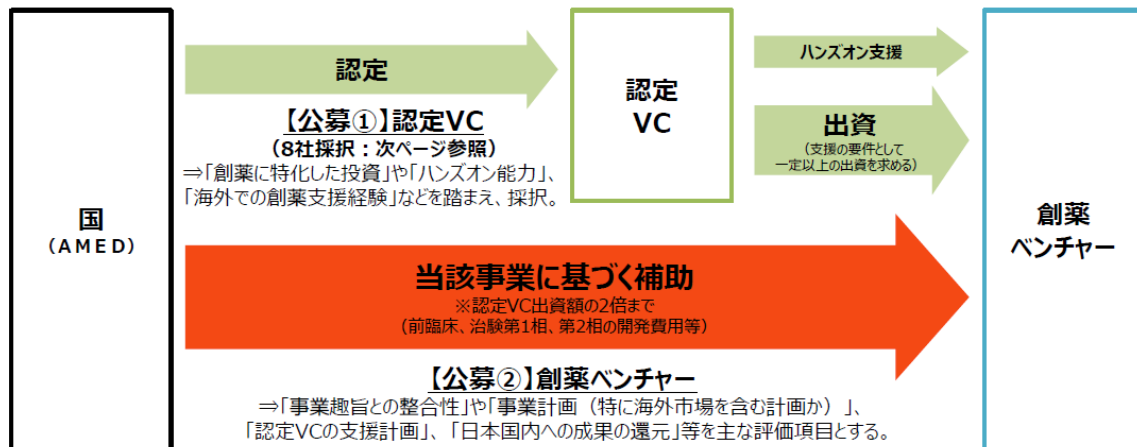 国
(AMED)
認定
【公募①】認定VC
(8社採択：次ページ参照)
⇒「創薬に特化した投資」や「ハンズオン能力」、
「海外での創薬支援経験」などを踏まえ、採択。
認定
VC
ハンズオン支援
出資
(支援の要件として
一定以上の出資を求める)
当該事業に基づく補助
※認定VC出資額の2倍まで
(前臨床、治験第1相、第2相の開発費用等)
【公募②】創薬ベンチャー
⇒「事業趣旨との整合性」や「事業計画（特に海外市場を含む計画か）」、
「認定VCの支援計画」、「日本国内への成果の還元」等を主な評価項目とする。
創薬
ベンチャー